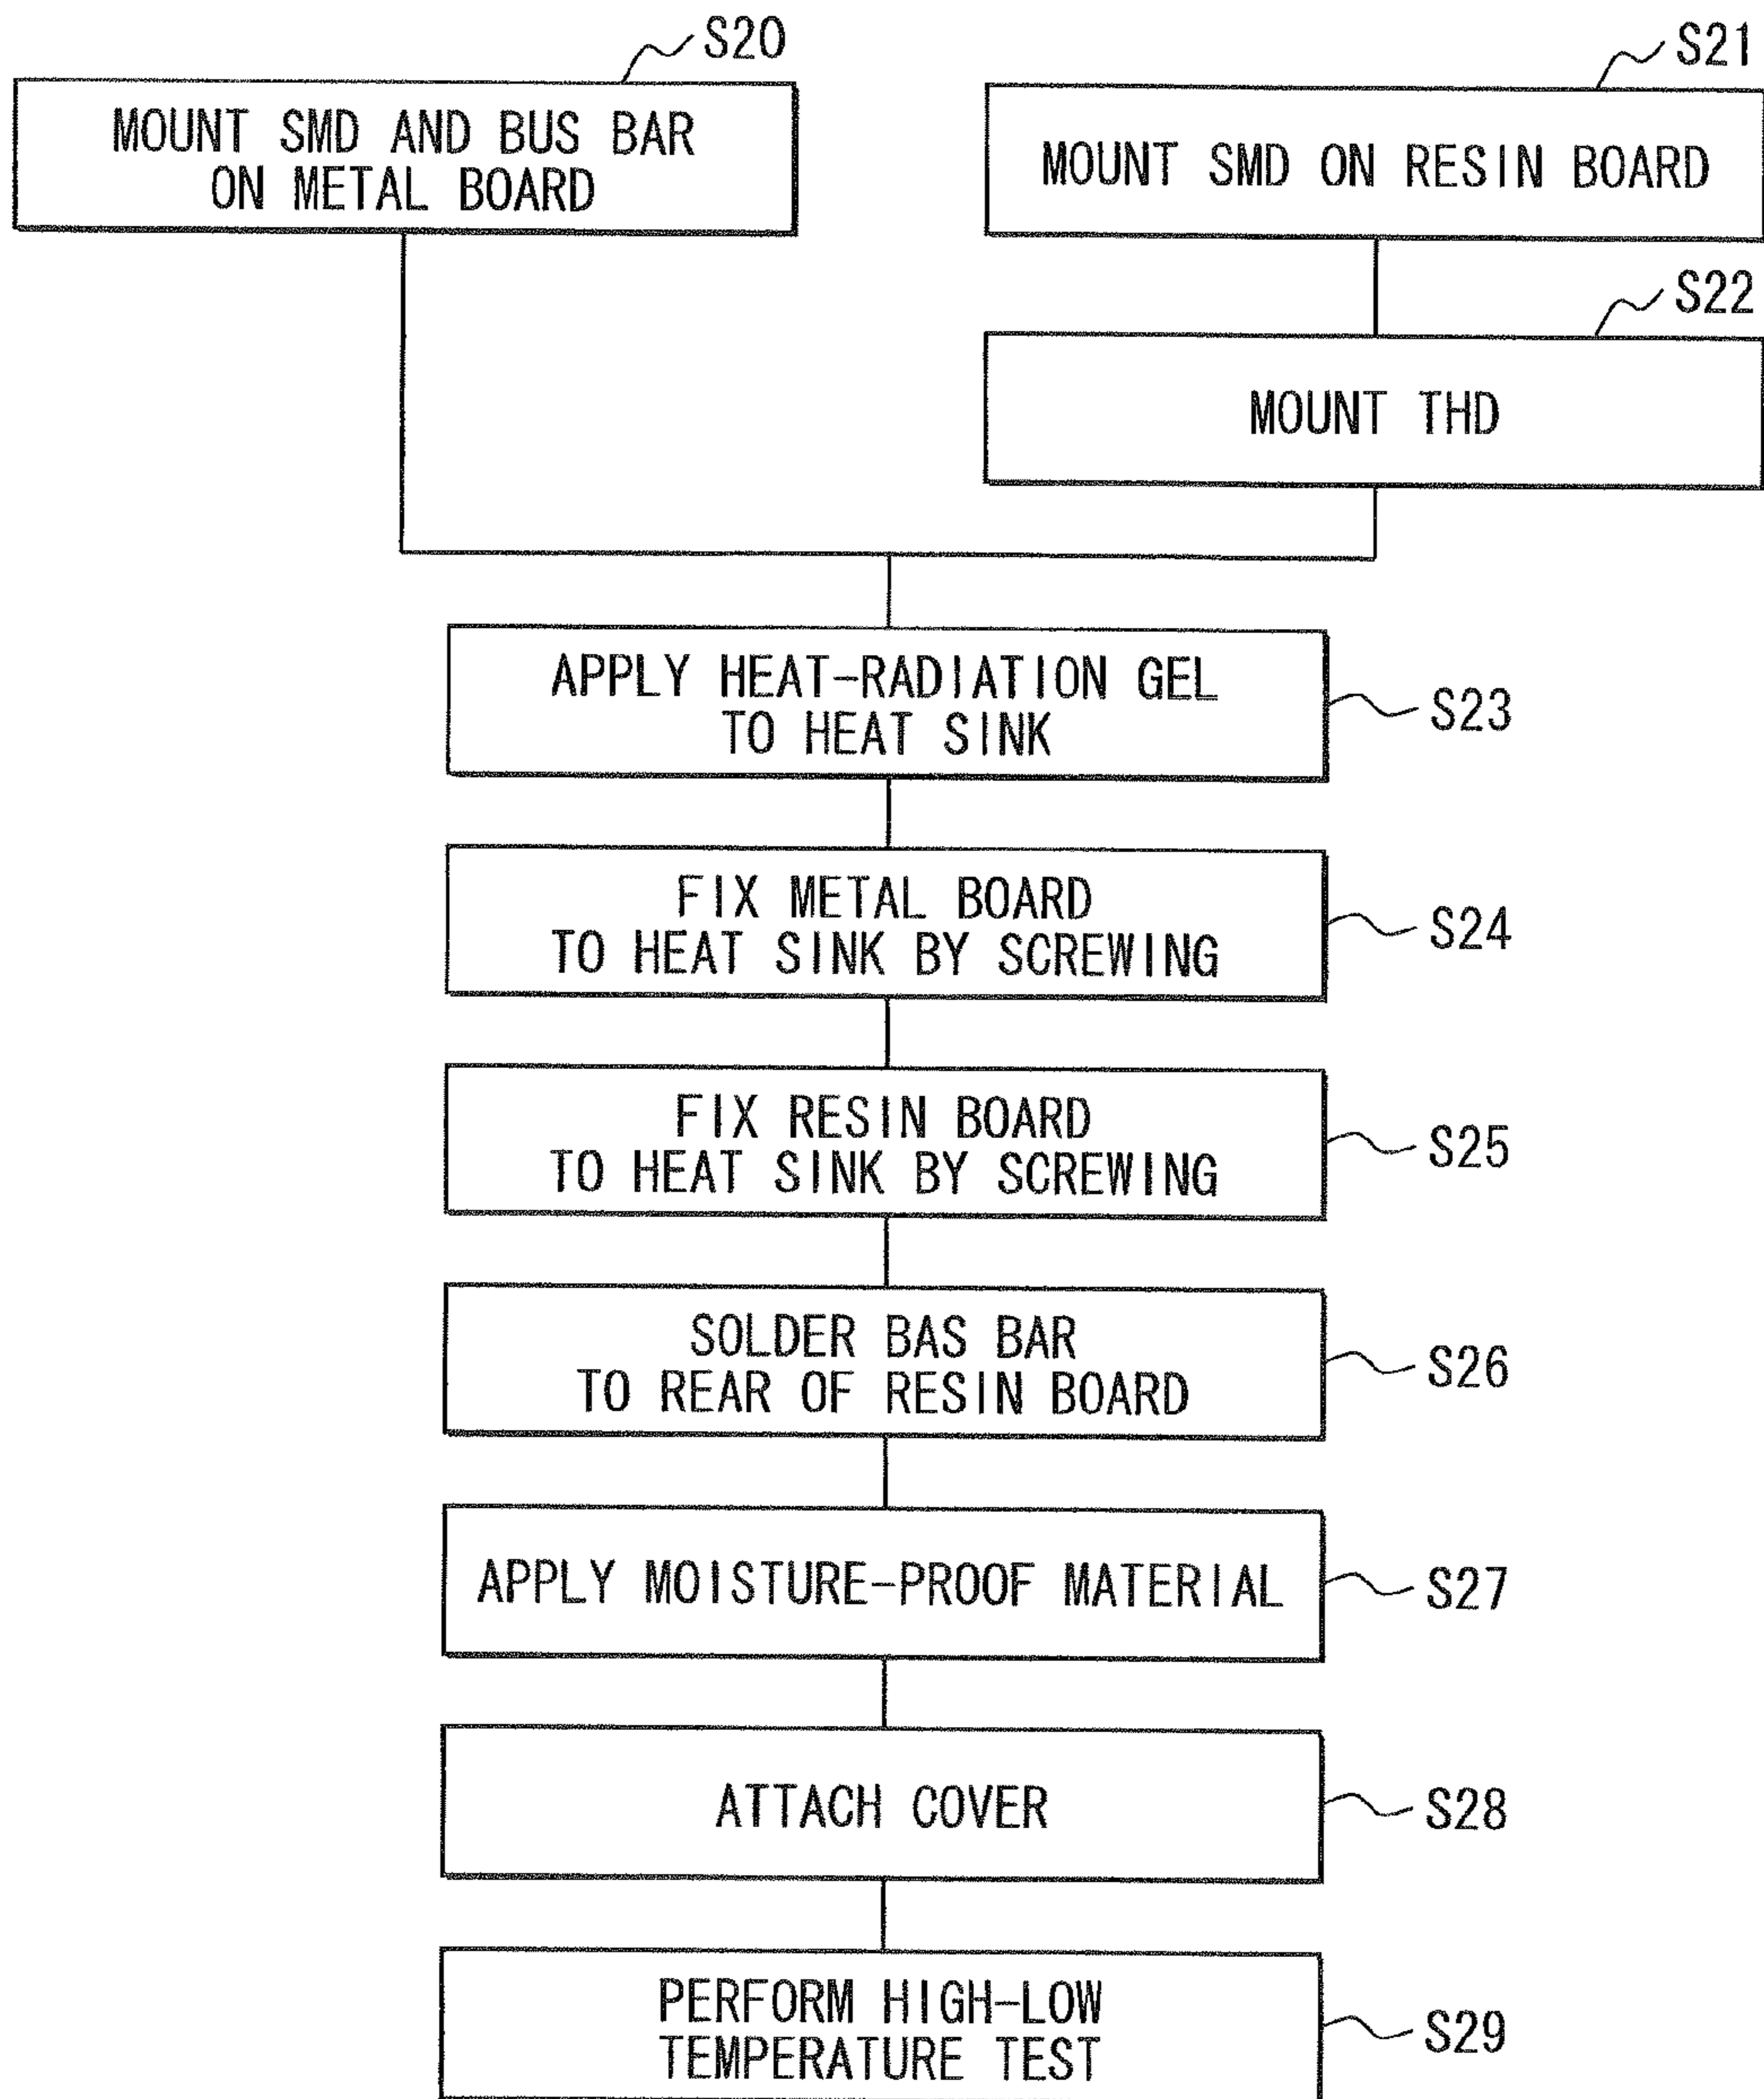 S20
MOUNT SMD AND BUS BAR
ON METAL BOARD
S21
MOUNT SMD ON RESIN BOARD
S22
MOUNT THD
APPLY HEAT-RADIATION GEL
TO HEAT SINK
S23
FIX METAL BOARD
TO HEAT SINK BY SCREWING
S24
FIX RESIN BOARD
TO HEAT SINK BY SCREWING
S25
SOLDER BAS BAR
TO REAR OF RESIN BOARD
S26
APPLY MOISTURE-PROOF MATERIAL
S27
ATTACH COVER
S28
PERFORM HIGH-LOW
TEMPERATURE TEST
S29